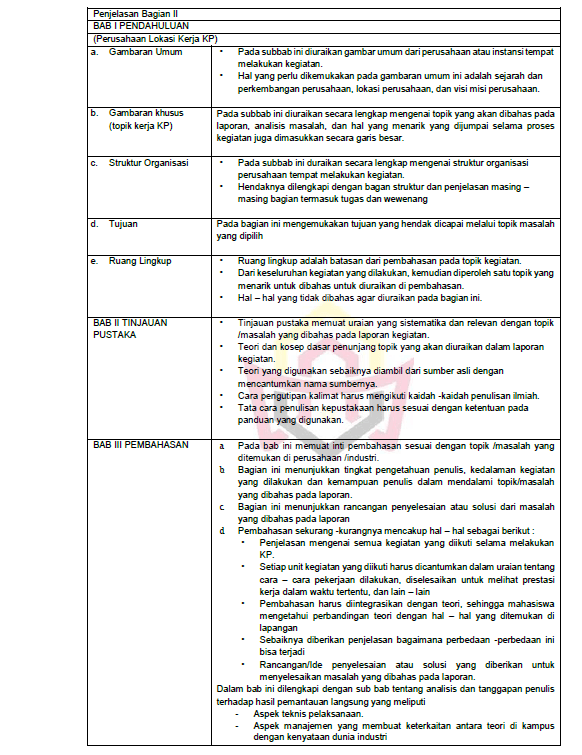 Penjelasan Bagian II
BAB I PENDAHULUAN
(Perusahaan Lokasi Kerja KP)
a. Gambaran Umum
• Pada subbab ini diuraikan gambar umum dari perusahaan atau instansi tempat
melakukan kegiatan.
• Hal yang perlu dikemukakan pada gambaran umum ini adalah sejarah dan
perkembangan perusahaan, lokasi perusahaan, dan visi misi perusahaan.
b. Gambaran khusus
(topik kerja KP)
Pada subbab ini diuraikan secara lengkap mengenai topik yang akan dibahas pada
laporan, analisis masalah, dan hal yang menarik yang dijumpai selama proses
kegiatan juga dimasukkan secara garis besar.
c. Struktur Organisasi
• Pada subbab ini duraikan secara lengkap mengenai struktur organisasi
perusahaan tempat melakukan kegiatan.
• Hendaknya dilengkapi dengan bagan struktur dan penjelasan masing –
masing bagian termasuk tugas dan wewenang
d. Tujuan
Pada bagian ini mengemukakan tujuan yang hendak dicapai melalui topik masalah
yang dipilih
e. Ruang Lingkup
• Ruang lingkup adalah batasan dari pembahasan pada topik kegiatan.
• Dari keseluruhan kegiatan yang dilakukan, kemudian diperoleh satu topik yang
menarik untuk dibahas untuk diuraikan di pembahasan.
• Hal – hal yang tidak dibahas agar diuraikan pada bagian ini.
BAB II TINJAUAN
PUSTAKA
• Tinjauan pustaka memuat uraian yang sistematika dan relevan dengan topik
/masalah yang dibahas pada laporan kegiatan.
• Teori dan kosep dasar penunjang topik yang akan diuraikan dalam laporan
kegiatan.
• Teori yang digunakan sebaiknya diambil dari sumber asli dengan
mencantumkan nama sumbernya.
• Cara pengutipan kalimat harus mengikuti kaidah -kaidah penulisan ilmiah.
• Tata cara penulisan kepustakaan harus sesuai dengan ketentuan pada
panduan yang digunakan.
BAB III PEMBAHASAN
a. Pada bab ini memuat inti pembahasan sesuai dengan topik /masalah yang
ditemukan di perusahaan /industri.
b. Bagian ini menunjukkan tingkat pengetahuan penulis, kedalaman kegiatan
yang dilakukan dan kemampuan penulis dalam mendalami topik/masalah
yang dibahas pada laporan.
c. Bagian ini menunjukkan rancangan penyelesaian atau solusi dari masalah
yang dibahas pada laporan
d. Pembahasan sekurang -kurangnya mencakup hal – hal sebagai berikut :
• Penjelasan mengenai semua kegiatan yang diikuti selama melakukan
KP.
• Setiap unit kegiatan yang diikuti harus dicantumkan dalam uraian tentang
cara – cara pekerjaan dilakukan, diselesaikan untuk melihat prestasi
kerja dalam waktu tertentu, dan lain – lain
• Pembahasan harus diintegrasikan dengan teori, sehingga mahasiswa
mengetahui perbandingan teori dengan hal – hal yang ditemukan di
lapangan
• Sebaiknya diberikan penjelasan bagaimana perbedaan -perbedaan ini
bisa terjadi
• Rancangan/Ide penyelesaian atau solusi yang diberikan untuk
menyelesaikan masalah yang dibahas pada laporan.
Dalam bab ini dilengkapi dengan sub bab tentang analisis dan tanggapan penulis
terhadap hasil pemantauan langsung yang meliputi
- Aspek teknis pelaksanaan.
- Aspek manajemen yang membuat keterkaitan antara teori di kampus
dengan kenyataan dunia industri